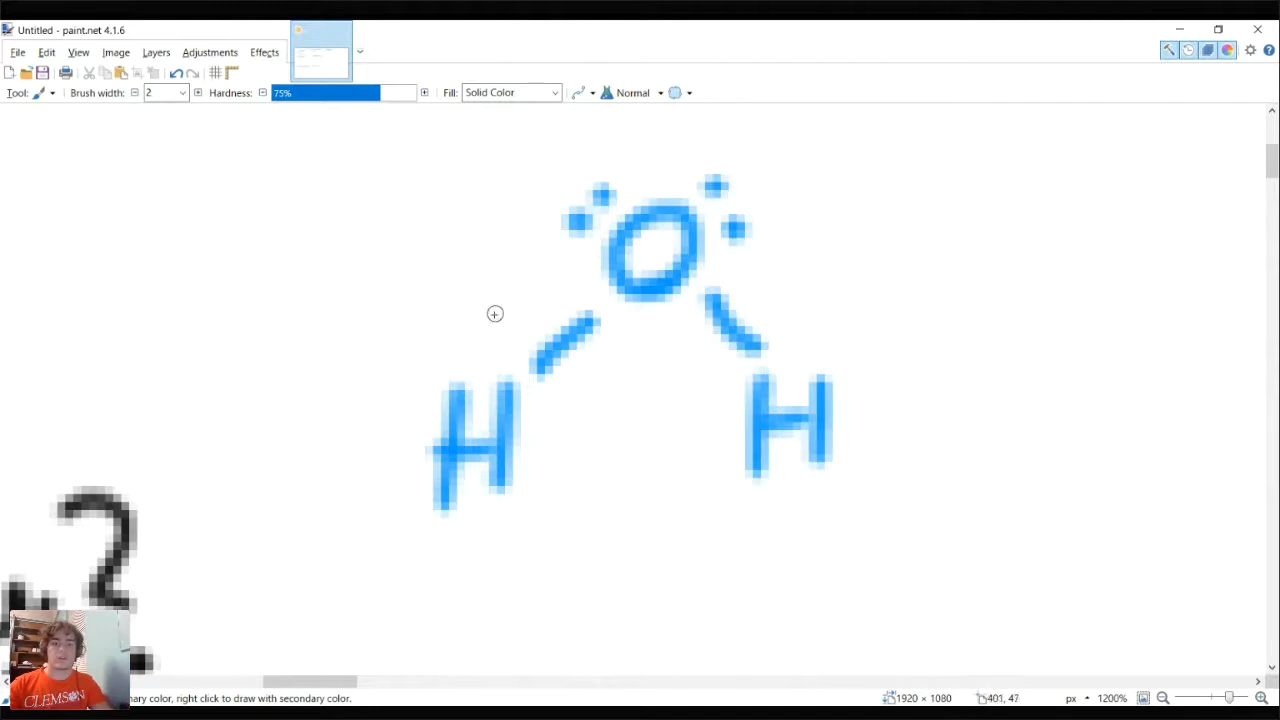 Untitled - paint.net 4.1.6
File Edit View Image Layers Adjustments Effects
Tool: Brush width: 2 Hardness: 75% Fill: Solid Color Normal
O
H H
2
CLEMSON
color, right click to draw with secondary color. 1920 × 1080 401, 47 px 1200%